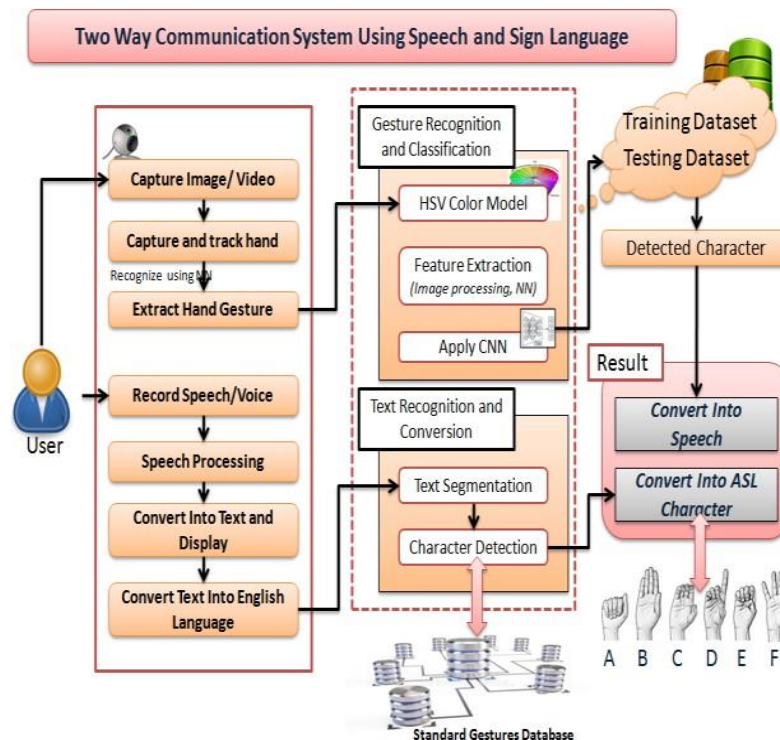 Two Way Communication System Using Speech and Sign Language
Capture Image/ Video
Capture and track hand
Recognize using NN
Extract Hand Gesture
User
Record Speech/Voice
Speech Processing
Convert Into Text and
Display
Convert Text Into English
Language
Gesture Recognition
and Classification
HSV Color Model
Feature Extraction
(Image processing, NN)
Apply CNN
Text Recognition and
Conversion
Text Segmentation
Character Detection
Standard Gestures Database
Training Dataset
Testing Dataset
Detected Character
Result
Convert Into
Speech
Convert Into ASL
Character
A B C D E F